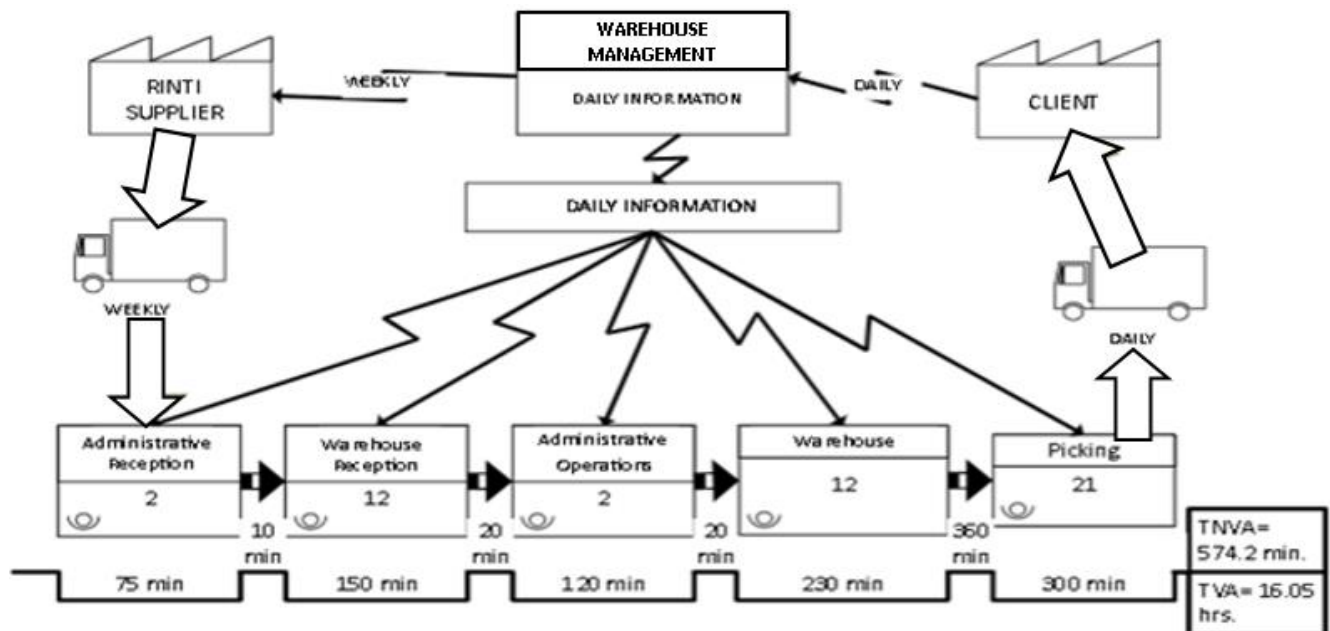 WAREHOUSE
MANAGEMENT
DAILY INFORMATION
RINTI
SUPPLIER
WEEKLY
DAILY
CLIENT
DAILY INFORMATION
WEEKLY
DAILY
Administrative
Reception
2
Warehouse
Reception
12
Administrative
Operations
2
Warehouse
12
Picking
21
10
min
20
min
20
min
360
min
75 min
150 min
120 min
230 min
300 min
TNVA=
574.2 min.
TVA= 16.05
hrs.